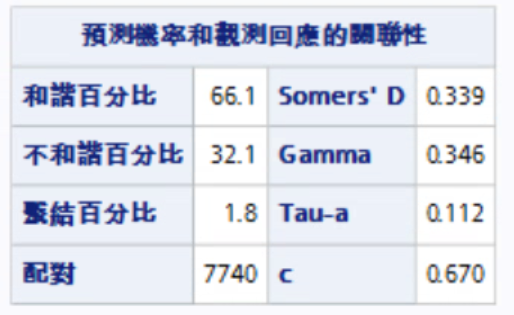 預測機率和觀測回應的關聯性
和諧百分比 66.1 Somers' D 0.339
不和諧百分比 32.1 Gamma 0.346
繫結百分比 1.8 Tau-a 0.112
配對 7740 c 0.670